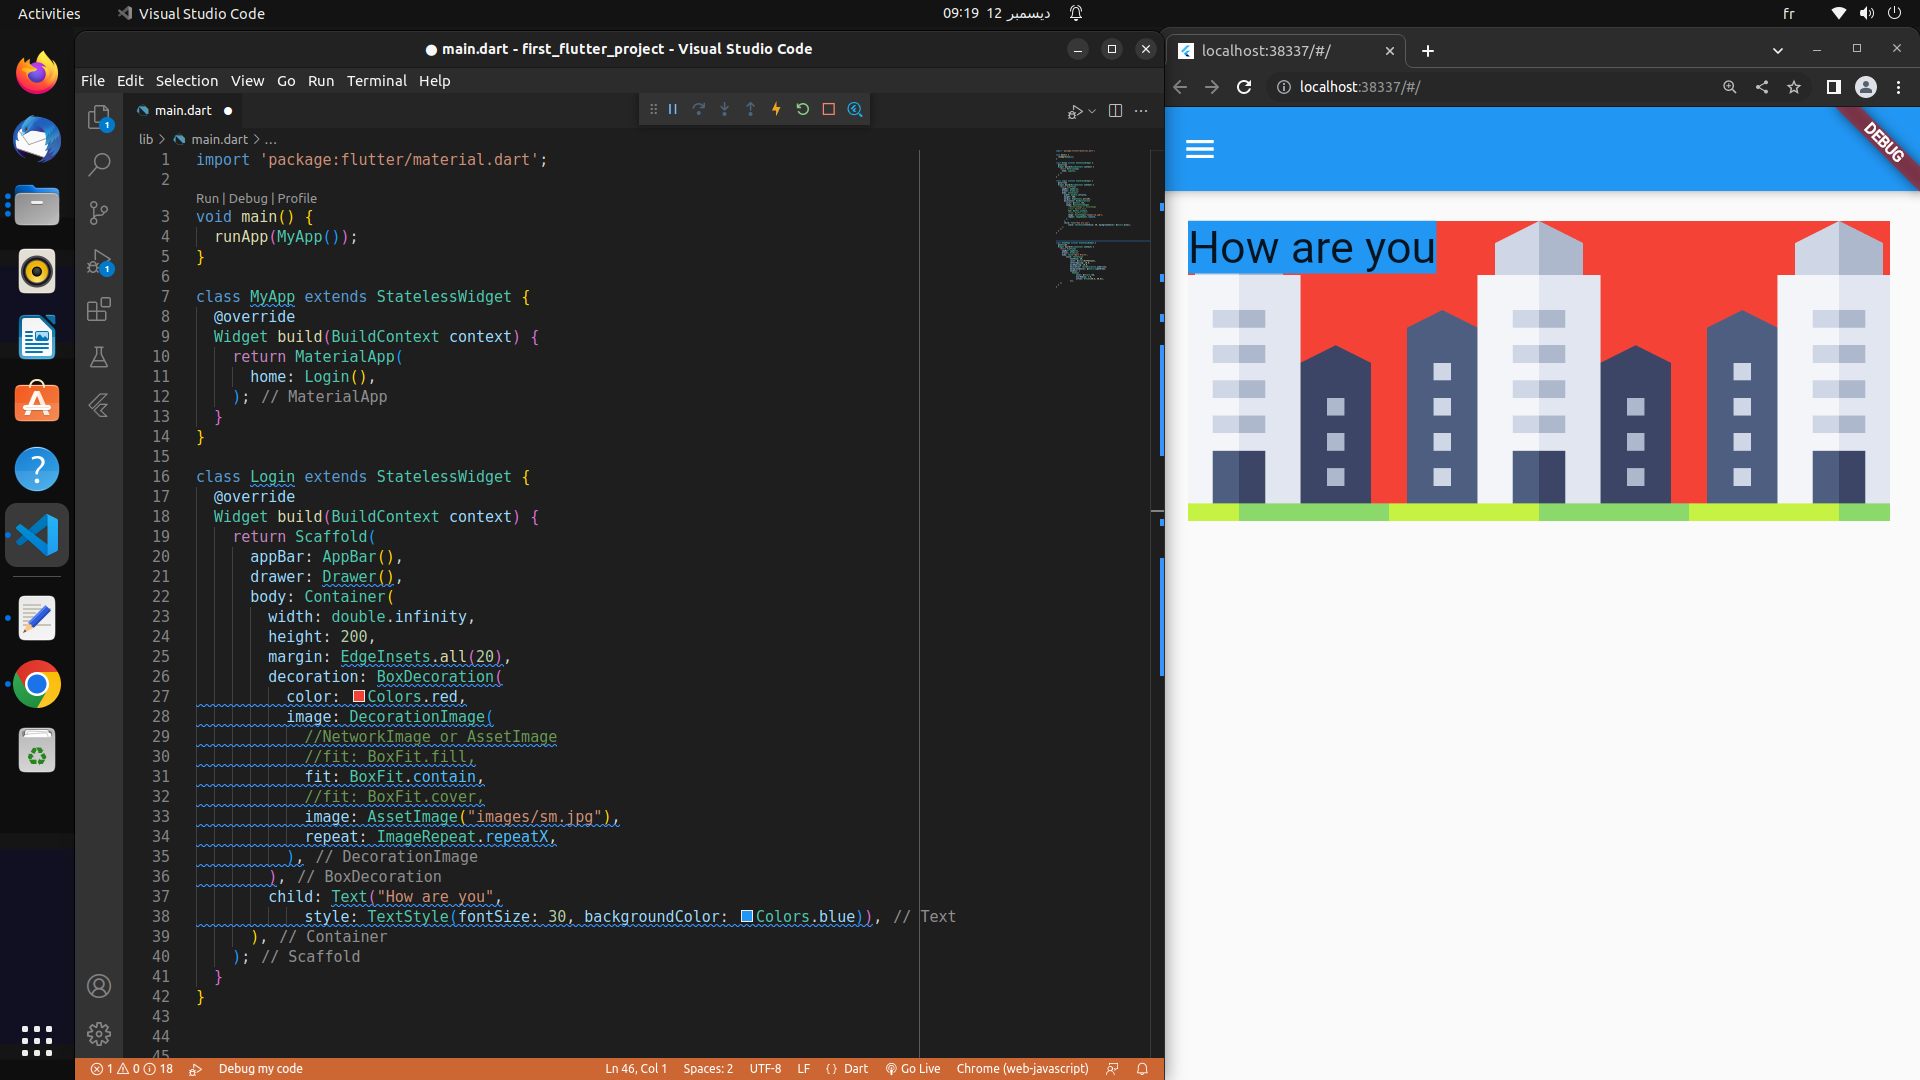 Activities
Visual Studio Code
09:19 12 ديسمبر
fr
main.dart - first_flutter_project - Visual Studio Code
File Edit Selection View Go Run Terminal Help
main.dart
lib > main.dart > ...
1 import 'package:flutter/material.dart';
2
Run | Debug | Profile
3 void main() {
4 runApp(MyApp());
5 }
6
7 class MyApp extends StatelessWidget {
8 @override
9 Widget build(BuildContext context) {
10 return MaterialApp(
11 home: Login(),
12 ); // MaterialApp
13 }
14 }
15
16 class Login extends StatelessWidget {
17 @override
18 Widget build(BuildContext context) {
19 return Scaffold(
20 appBar: AppBar(),
21 drawer: Drawer(),
22 body: Container(
23 width: double.infinity,
24 height: 200,
25 margin: EdgeInsets.all(20),
26 decoration: BoxDecoration(
27 color: Colors.red,
28 image: DecorationImage(
29 //NetworkImage or AssetImage
30 //fit: BoxFit.fill,
31 fit: BoxFit.contain,
32 //fit: BoxFit.cover,
33 image: AssetImage("images/sm.jpg"),
34 repeat: ImageRepeat.repeatX,
35 ), // DecorationImage
36 ), // BoxDecoration
37 child: Text("How are you",
38 style: TextStyle(fontSize: 30, backgroundColor: Colors.blue)), // Text
39 ), // Container
40 ); // Scaffold
41 }
42 }
43
44
45
1
1
1 0 18 Debug my code Ln 46, Col 1 Spaces: 2 UTF-8 LF {} Dart Go Live Chrome (web-javascript)
localhost:38337/#/
localhost:38337/#/
DEBUG
How are you